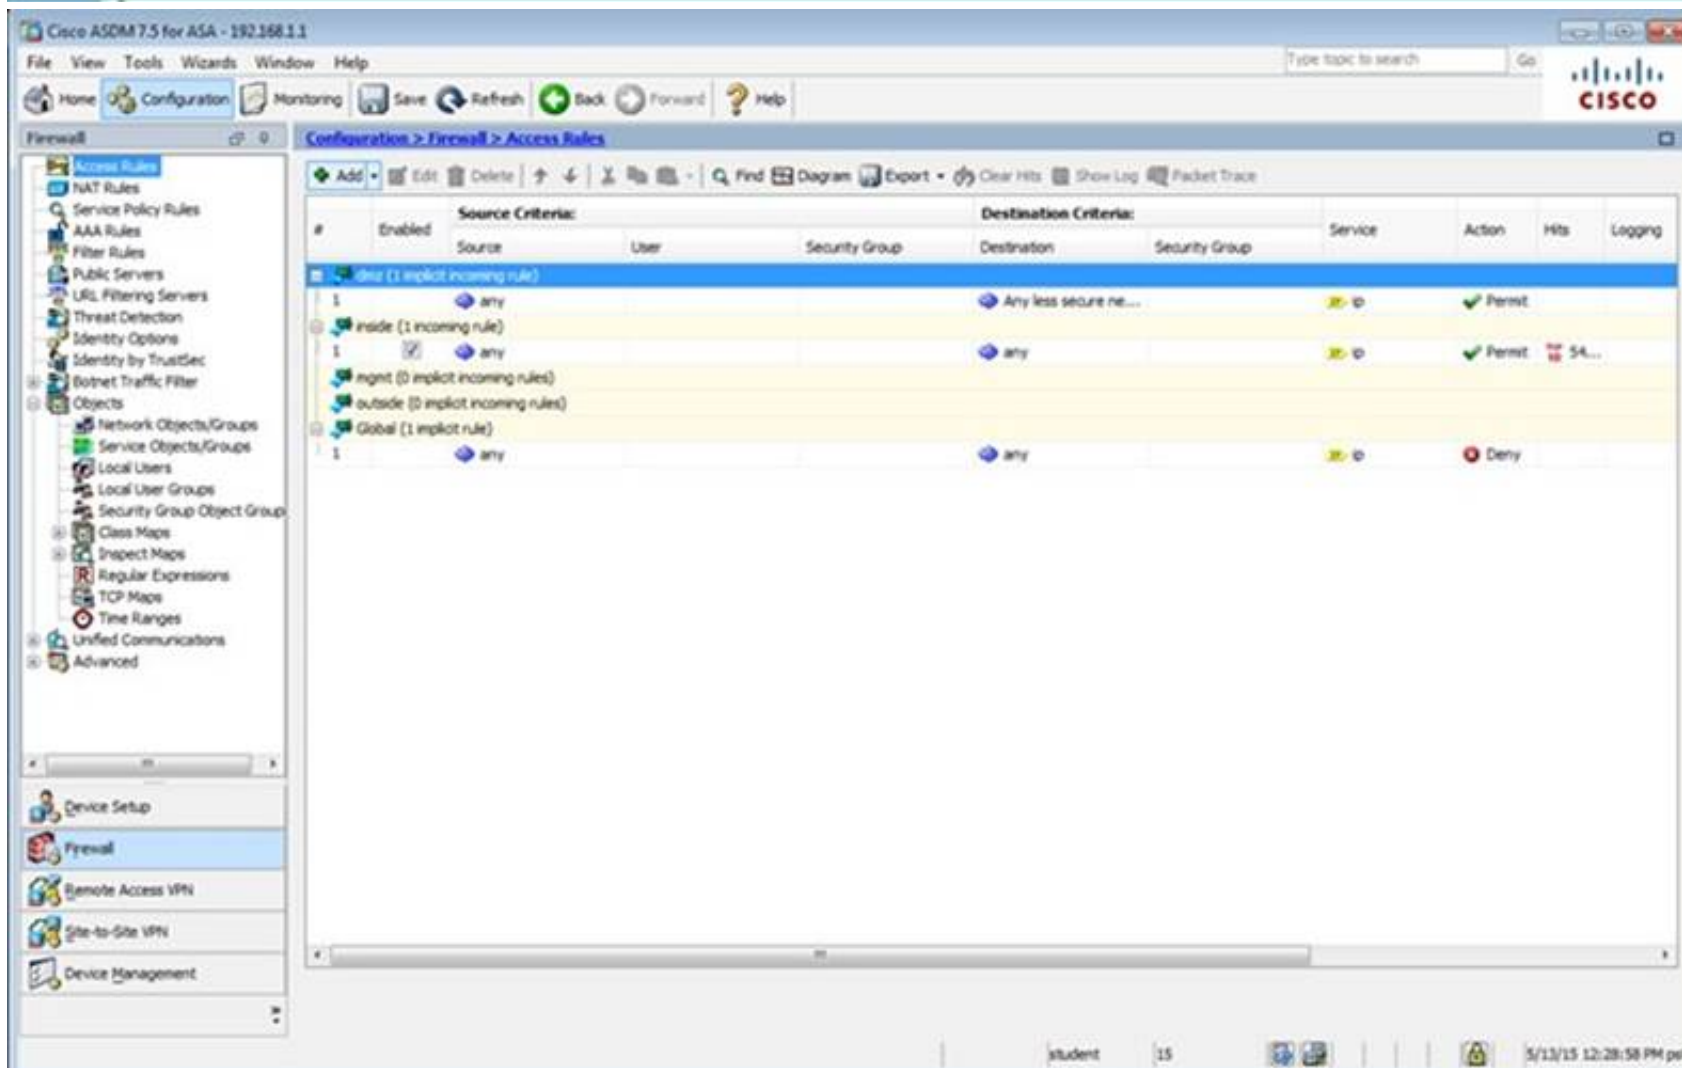 Cisco ASDM 7.5 for ASA - 192.168.1.1
File View Tools Wizards Window Help
Type topic to search Go
Home Configuration Monitoring Save Refresh Back Forward Help
CISCO
Firewall
Configuration > Firewall > Access Rules
Access Rules
NAT Rules
Service Policy Rules
AAA Rules
Filter Rules
Public Servers
URL Filtering Servers
Threat Detection
Identity Options
Identity by TrustSec
Botnet Traffic Filter
Objects
Network Objects/Groups
Service Objects/Groups
Local Users
Local User Groups
Security Group Object Group
Class Maps
Inspect Maps
Regular Expressions
TCP Maps
Time Ranges
Unified Communications
Advanced
Device Setup
Firewall
Remote Access VPN
Site-to-Site VPN
Device Management
Add Edit Delete Find Diagram Export Clear Hits Show Log Packet Trace
# Enabled Source Criteria: Destination Criteria: Service Action Hits Logging
Source User Security Group Destination Security Group
dmz (1 implicit incoming rule)
1 any Any less secure ne... ip Permit
inside (1 incoming rule)
1 any any ip Permit 54...
mgmt (0 implicit incoming rules)
outside (0 implicit incoming rules)
Global (1 implicit rule)
1 any any ip Deny
student 15 5/13/15 12:28:58 PM